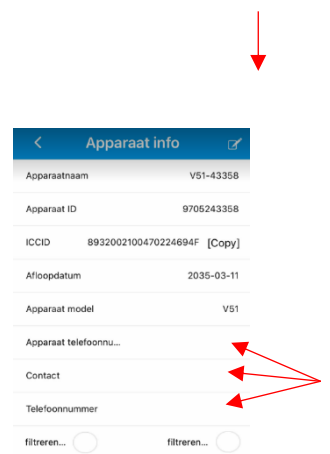 Apparaat info
Apparaatnaam V51-43358
Apparaat ID 9705243358
ICCID 8932002100470224694F [Copy]
Afloopdatum 2035-03-11
Apparaat model V51
Apparaat telefoonnu...
Contact
Telefoonnummer
filtreren... filtreren...